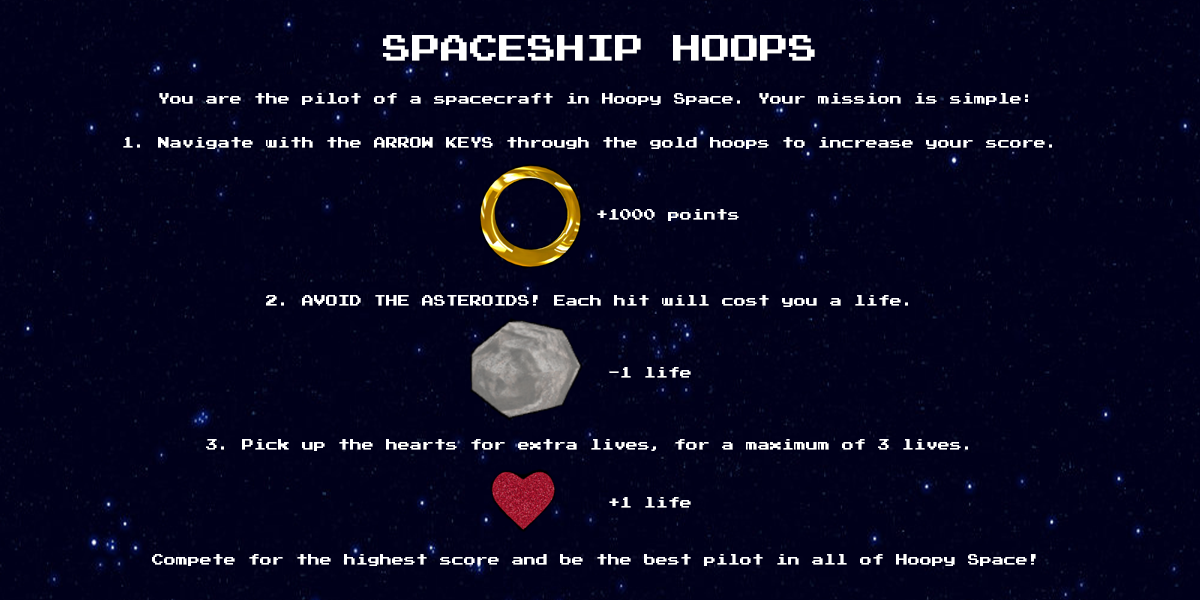 SPACESHIP HOOPS
You are the pilot of a spacecraft in Hoopy Space. Your mission is simple:
1. Navigate with the ARROW KEYS through the gold hoops to increase your score.
+1000 points
2. AVOID THE ASTEROIDS! Each hit will cost you a life.
-1 life
3. Pick up the hearts for extra lives, for a maximum of 3 lives.
+1 life
Compete for the highest score and be the best pilot in all of Hoopy Space!